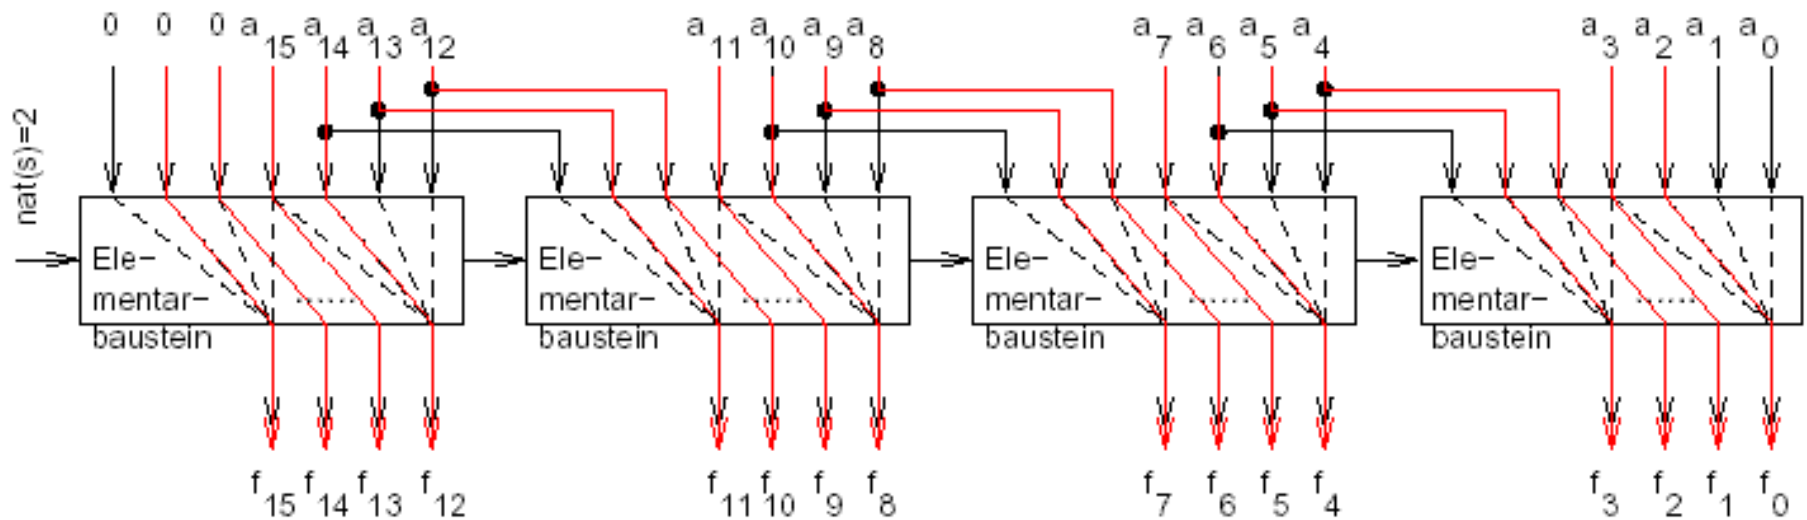 0 0 0 a15 a14 a13 a12 a11 a10 a9 a8 a7 a6 a5 a4 a3 a2 a1 a0
nat(s)=2
Ele– Ele– Ele– Ele–
mentar– mentar– mentar– mentar–
baustein baustein baustein baustein
f15 f14 f13 f12 f11 f10 f9 f8 f7 f6 f5 f4 f3 f2 f1 f0